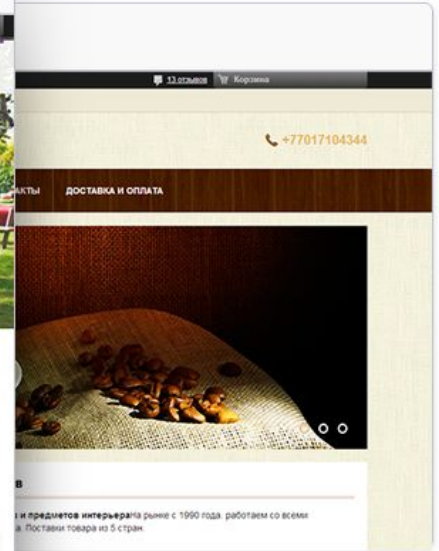 13 отзывов Корзина
+77017104344
АКТЫ ДОСТАВКА И ОПЛАТА
в
и предметов интерьераНа рынке с 1990 года. работаем со всеми
а. Поставки товара из 5 стран.